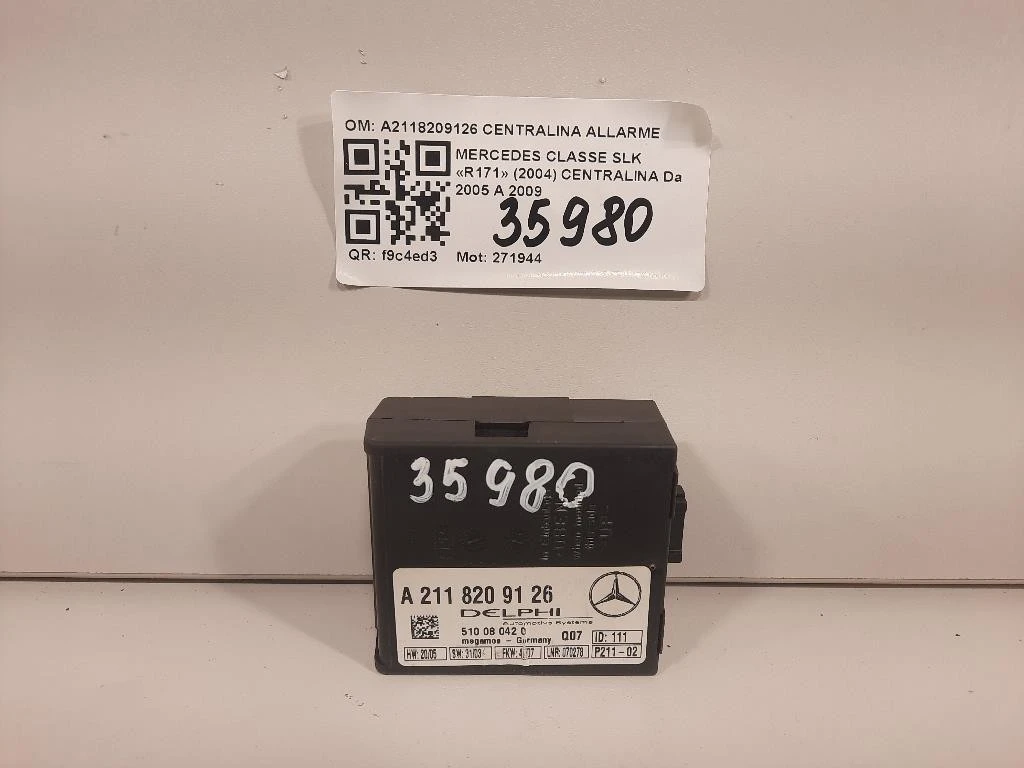 OM: A2118209126 CENTRALINA ALLARME
MERCEDES CLASSE SLK
«R171» (2004) CENTRALINA Da
2005 A 2009
35980
QR: f9c4ed3 Mot: 271944
35980
A 211 820 91 26
DELPHI
Automotive Systems
510 08 042 0 Q07 ID: 111
megamos - Germany P211-02
HW: 20/05 SW: 31/03 FKW: LNR: 070278